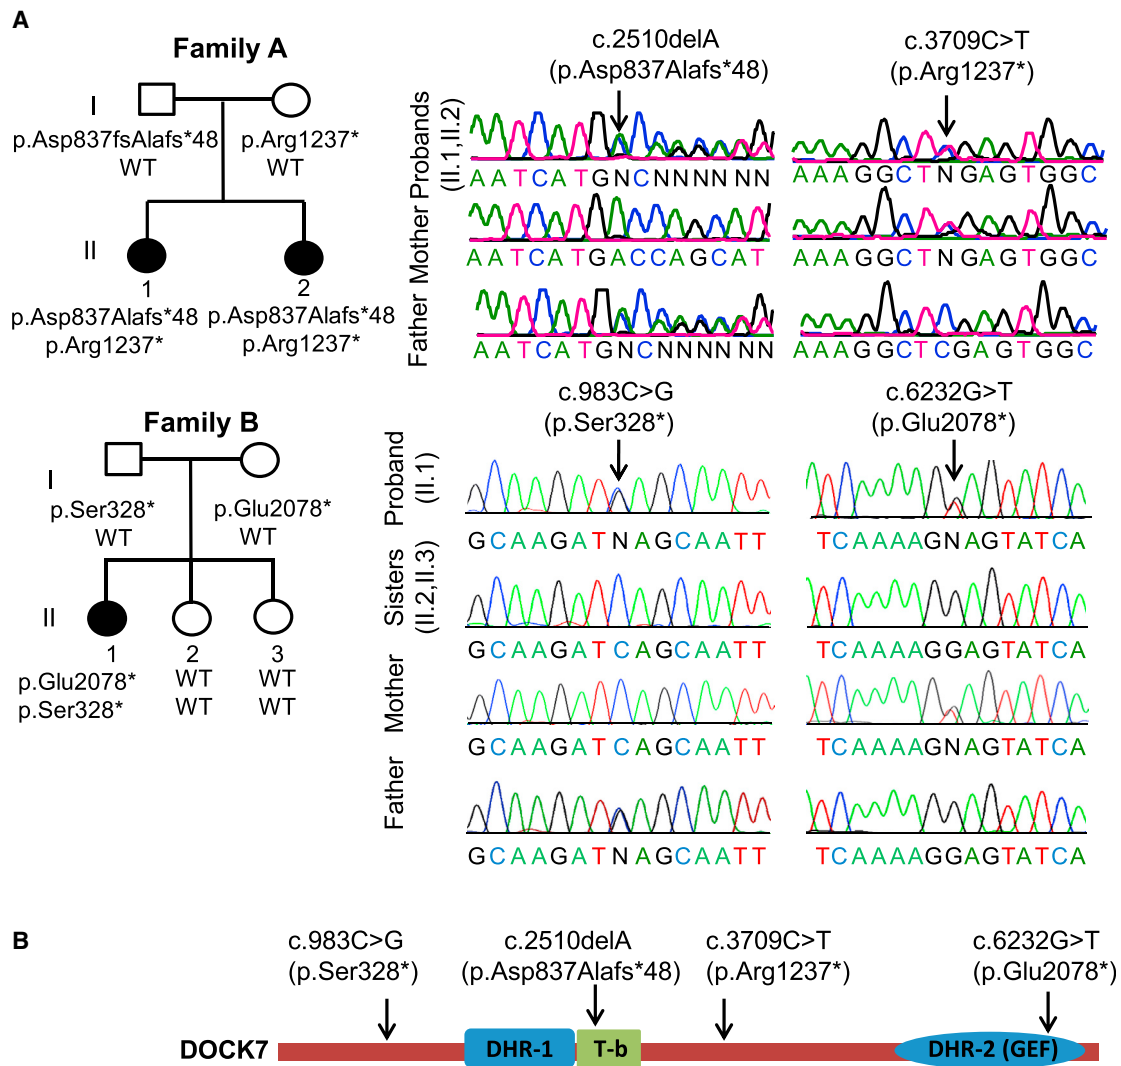 A
Family A
I
p.Asp837fsAlafs*48
WT
p.Arg1237*
WT
II
1
p.Asp837Alafs*48
p.Arg1237*
2
p.Asp837Alafs*48
p.Arg1237*
c.2510delA
(p.Asp837Alafs*48)
c.3709C>T
(p.Arg1237*)
Probands
(II.1,II.2)
AATCATGNCNNNNNN
AAAGGCTNGAGTGGC
Mother
AATCATGACCAGCAT
AAAGGCTNGAGTGGC
Father
AATCATGNCNNNNNN
AAAGGCTCGAGTGGC
Family B
I
p.Ser328*
WT
p.Glu2078*
WT
II
1
p.Glu2078*
p.Ser328*
2
WT
WT
3
WT
WT
c.983C>G
(p.Ser328*)
c.6232G>T
(p.Glu2078*)
Proband
(II.1)
GCAAGATNAGCAATT
TCAAAAGNAGTATCA
Sisters
(II.2,II.3)
GCAAGATCAGCAATT
TCAAAAGGAGTATCA
Mother
GCAAGATCAGCAATT
TCAAAAGNAGTATCA
Father
GCAAGATNAGCAATT
TCAAAAGGAGTATCA
B
c.983C>G
(p.Ser328*)
c.2510delA
(p.Asp837Alafs*48)
c.3709C>T
(p.Arg1237*)
c.6232G>T
(p.Glu2078*)
DOCK7
DHR-1
T-b
DHR-2 (GEF)